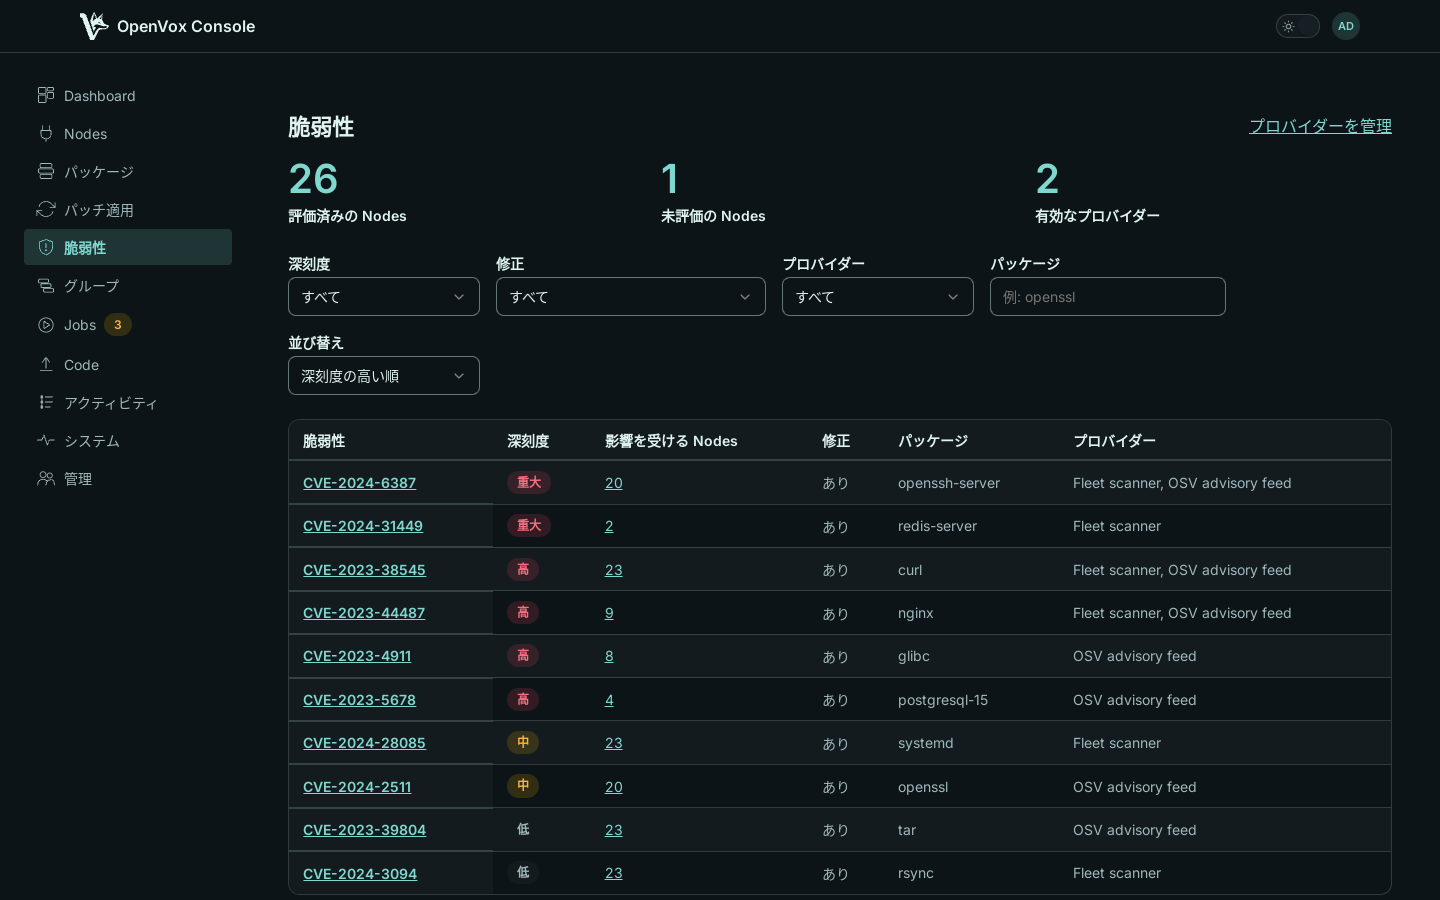 OpenVox Console
AD
Dashboard
Nodes
パッケージ
パッチ適用
脆弱性
グループ
Jobs 3
Code
アクティビティ
システム
管理
脆弱性
プロバイダーを管理
26
評価済みの Nodes
1
未評価の Nodes
2
有効なプロバイダー
深刻度
すべて
修正
すべて
プロバイダー
すべて
パッケージ
例: openssl
並び替え
深刻度の高い順
脆弱性 深刻度 影響を受ける Nodes 修正 パッケージ プロバイダー
CVE-2024-6387 重大 20 あり openssh-server Fleet scanner, OSV advisory feed
CVE-2024-31449 重大 2 あり redis-server Fleet scanner
CVE-2023-38545 高 23 あり curl Fleet scanner, OSV advisory feed
CVE-2023-44487 高 9 あり nginx Fleet scanner, OSV advisory feed
CVE-2023-4911 高 8 あり glibc OSV advisory feed
CVE-2023-5678 高 4 あり postgresql-15 OSV advisory feed
CVE-2024-28085 中 23 あり systemd Fleet scanner
CVE-2024-2511 中 20 あり openssl OSV advisory feed
CVE-2023-39804 低 23 あり tar OSV advisory feed
CVE-2024-3094 低 23 あり rsync Fleet scanner